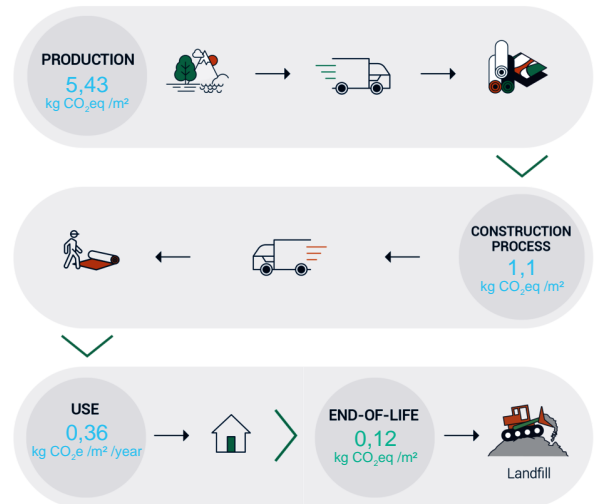 PRODUCTION
5,43
kg CO₂eq /m²
CONSTRUCTION
PROCESS
1,1
kg CO₂eq /m²
USE
0,36
kg CO₂e /m² /year
END-OF-LIFE
0,12
kg CO₂eq /m²
Landfill